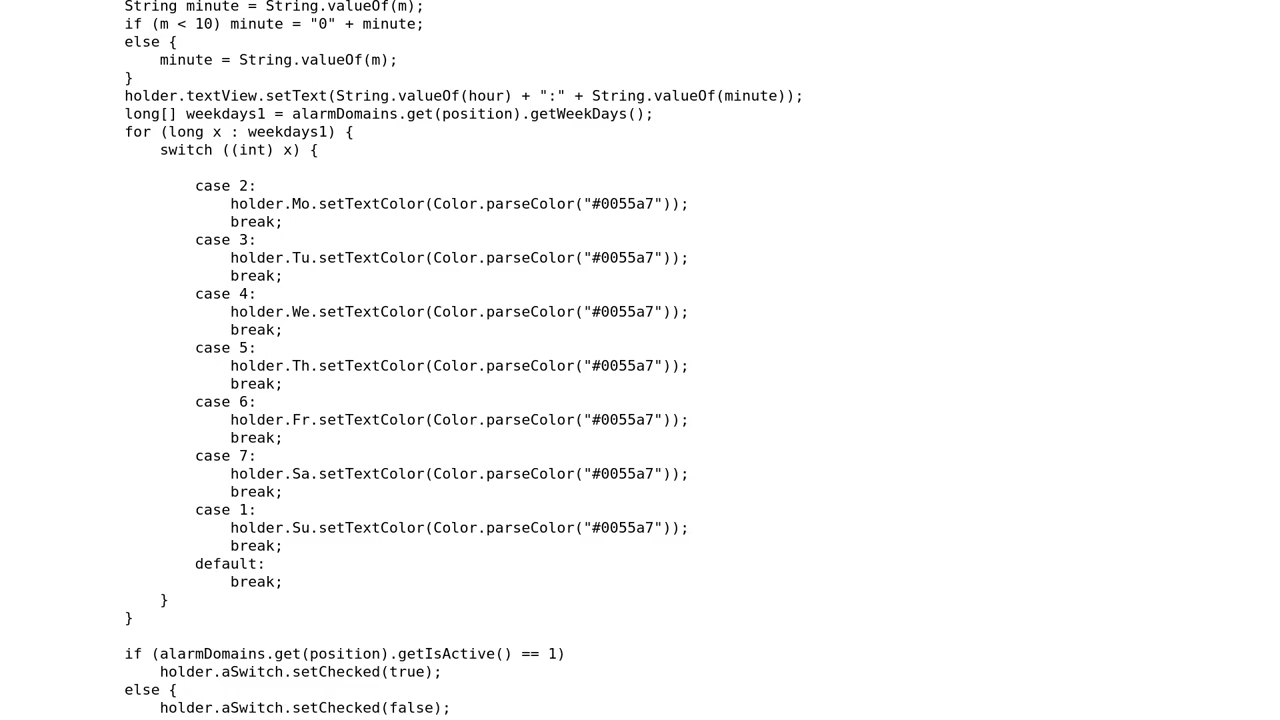 String minute = String.valueOf(m);
if (m < 10) minute = "0" + minute;
else {
    minute = String.valueOf(m);
}
holder.textView.setText(String.valueOf(hour) + ":" + String.valueOf(minute));
long[] weekdays1 = alarmDomains.get(position).getWeekDays();
for (long x : weekdays1) {
    switch ((int) x) {

        case 2:
            holder.Mo.setTextColor(Color.parseColor("#0055a7"));
            break;
        case 3:
            holder.Tu.setTextColor(Color.parseColor("#0055a7"));
            break;
        case 4:
            holder.We.setTextColor(Color.parseColor("#0055a7"));
            break;
        case 5:
            holder.Th.setTextColor(Color.parseColor("#0055a7"));
            break;
        case 6:
            holder.Fr.setTextColor(Color.parseColor("#0055a7"));
            break;
        case 7:
            holder.Sa.setTextColor(Color.parseColor("#0055a7"));
            break;
        case 1:
            holder.Su.setTextColor(Color.parseColor("#0055a7"));
            break;
        default:
            break;
    }
}

if (alarmDomains.get(position).getIsActive() == 1)
    holder.aSwitch.setChecked(true);
else {
    holder.aSwitch.setChecked(false);